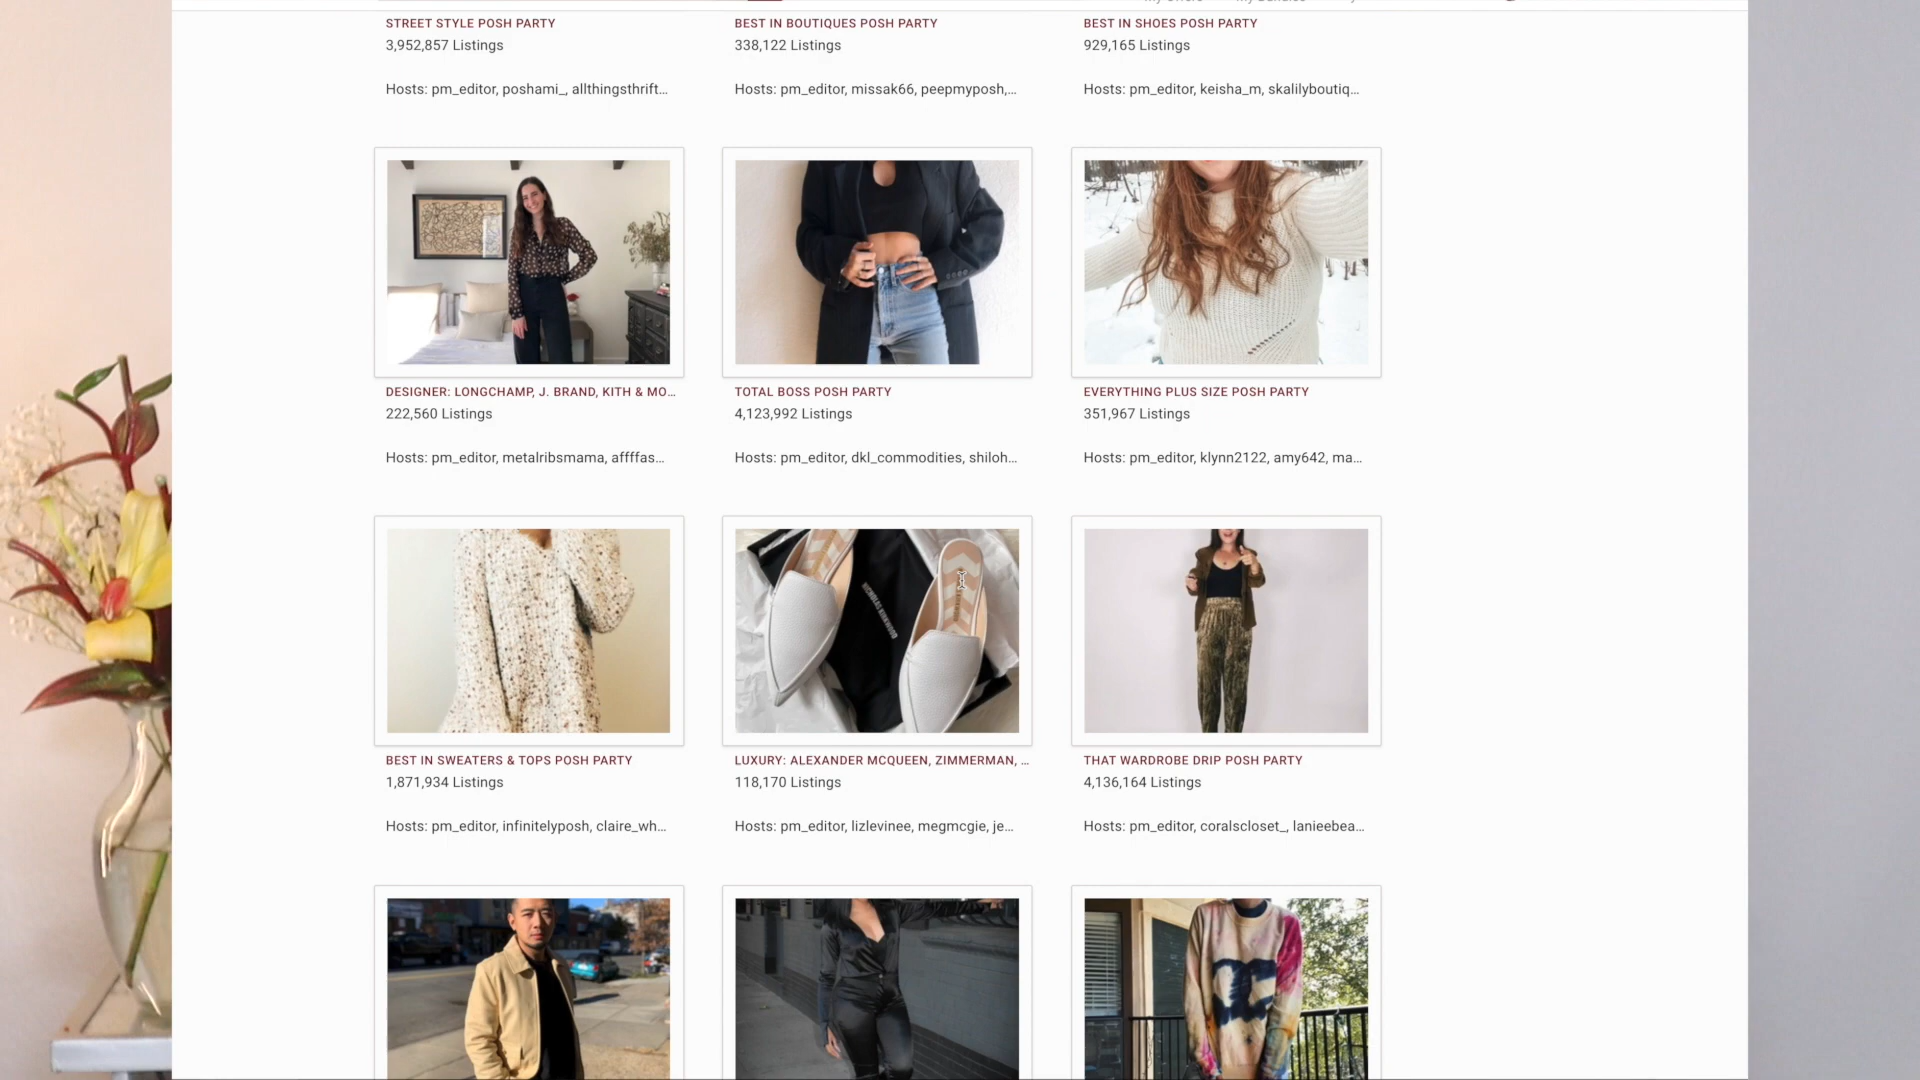 STREET STYLE POSH PARTY
3,952,857 Listings
Hosts: pm_editor, poshami_, allthingsthrift...
BEST IN BOUTIQUES POSH PARTY
338,122 Listings
Hosts: pm_editor, missak66, peepmyposh,...
BEST IN SHOES POSH PARTY
929,165 Listings
Hosts: pm_editor, keisha_m, skalilyboutiq...
DESIGNER: LONGCHAMP, J. BRAND, KITH & MO...
222,560 Listings
Hosts: pm_editor, metalribsmama, affffas...
TOTAL BOSS POSH PARTY
4,123,992 Listings
Hosts: pm_editor, dkl_commodities, shiloh...
EVERYTHING PLUS SIZE POSH PARTY
351,967 Listings
Hosts: pm_editor, klynn2122, amy642, ma...
NICHOLAS KIRKWOOD
BEST IN SWEATERS & TOPS POSH PARTY
1,871,934 Listings
Hosts: pm_editor, infinitelyposh, claire_wh...
LUXURY: ALEXANDER MCQUEEN, ZIMMERMAN, ...
118,170 Listings
Hosts: pm_editor, lizlevinee, megmcgie, je...
THAT WARDROBE DRIP POSH PARTY
4,136,164 Listings
Hosts: pm_editor, coralscloset_, lanieebea...